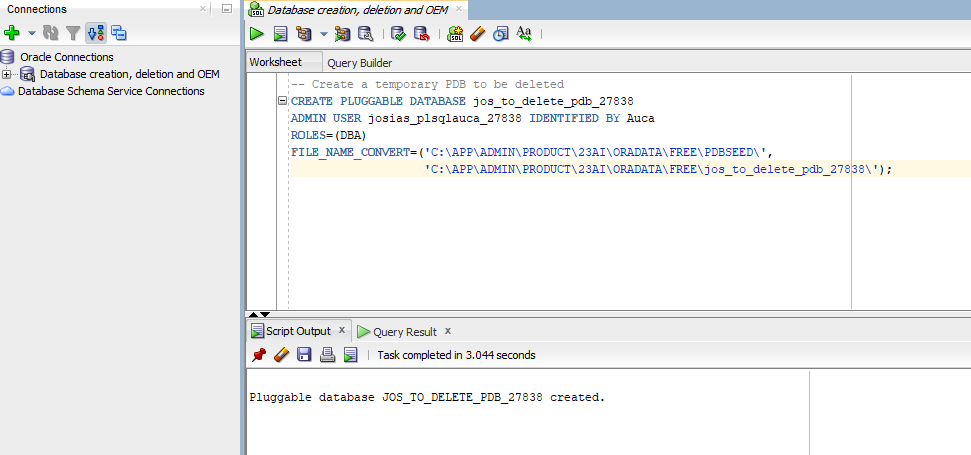 Connections
Oracle Connections
Database creation, deletion and OEM
Database Schema Service Connections
SQL
Database creation, deletion and OEM
SQL
Aa
Worksheet
Query Builder
-- Create a temporary PDB to be deleted
CREATE PLUGGABLE DATABASE jos_to_delete_pdb_27838
ADMIN USER josias_plsqlauca_27838 IDENTIFIED BY Auca
ROLES=(DBA)
FILE_NAME_CONVERT=('C:\APP\ADMIN\PRODUCT\23AI\ORADATA\FREE\PDBSEED\',
'C:\APP\ADMIN\PRODUCT\23AI\ORADATA\FREE\jos_to_delete_pdb_27838\');
Script Output
Query Result
Task completed in 3.044 seconds
Pluggable database JOS_TO_DELETE_PDB_27838 created.